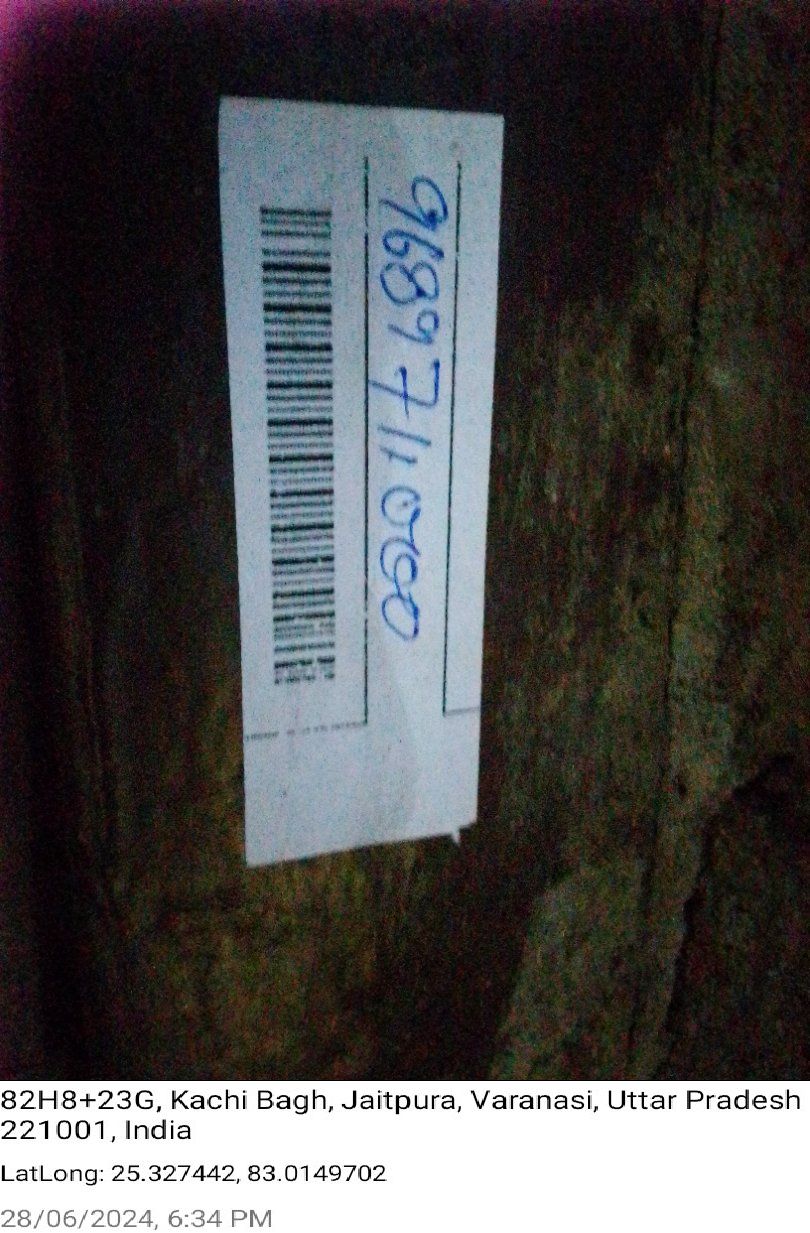 9689711000
82H8+23G, Kachi Bagh, Jaitpura, Varanasi, Uttar Pradesh
221001, India
LatLong: 25.327442, 83.0149702
28/06/2024, 6:34 PM